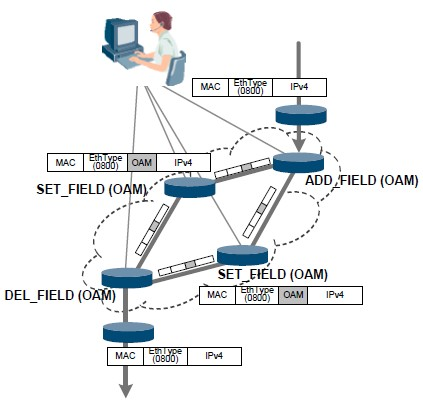 MAC EthType (0800) IPv4
MAC EthType (0800) OAM IPv4
SET_FIELD (OAM)
ADD_FIELD (OAM)
SET_FIELD (OAM)
DEL_FIELD (OAM)
MAC EthType (0800) OAM IPv4
MAC EthType (0800) IPv4